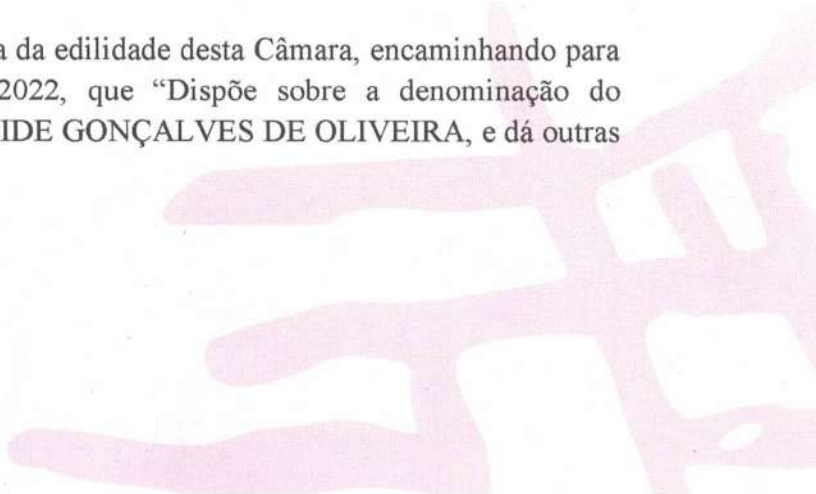 a da edilidade desta Câmara, encaminhando para
2022, que “Dispõe sobre a denominação do
IDE GONÇALVES DE OLIVEIRA, e dá outras